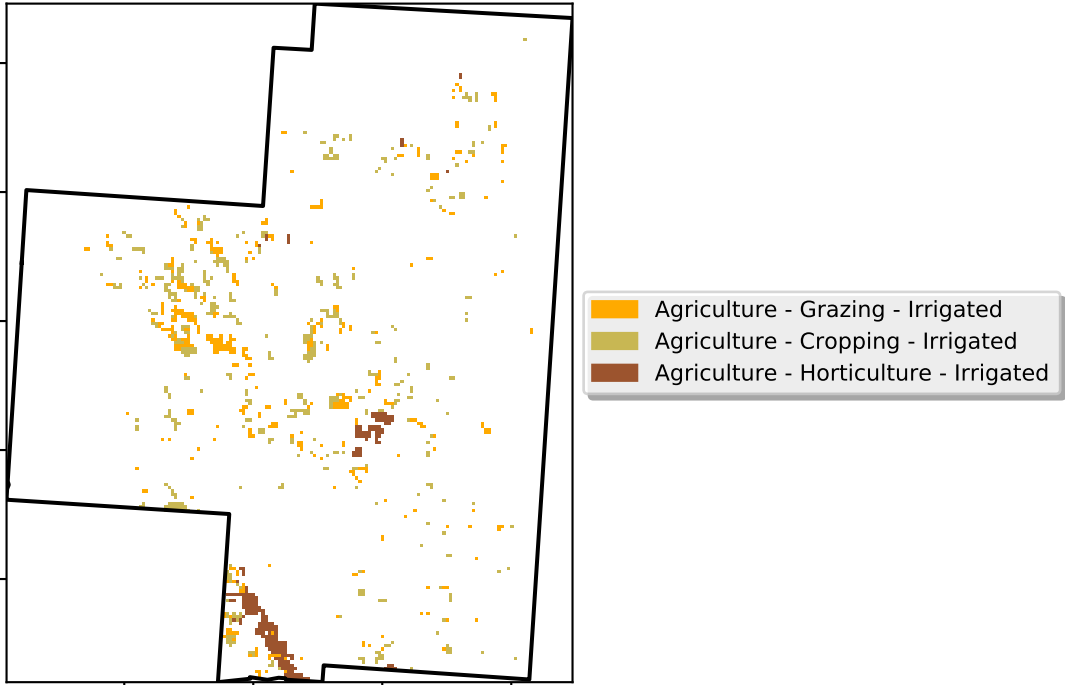 Agriculture - Grazing - Irrigated
Agriculture - Cropping - Irrigated
Agriculture - Horticulture - Irrigated